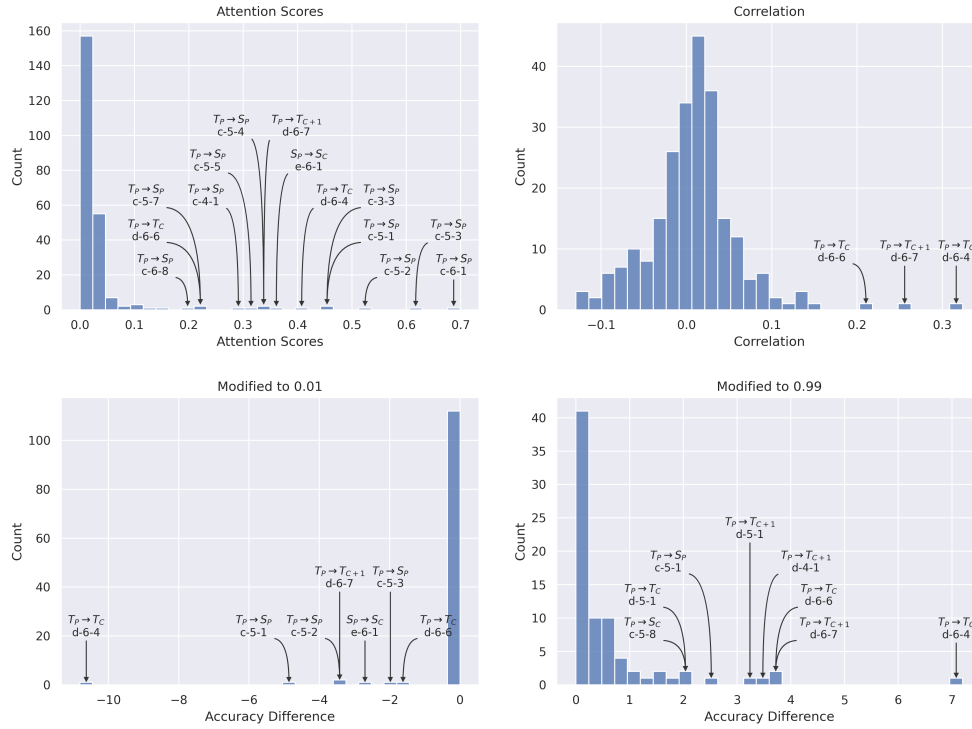 Attention Scores
160
140
120
100
80
60
40
20
0
Count
T_P → S_P
c-5-4
T_P → T_{C+1}
d-6-7
T_P → S_P
c-5-5
S_P → S_C
e-6-1
T_P → S_P
c-5-7
T_P → S_P
c-4-1
T_P → T_C
d-6-4
T_P → S_P
c-3-3
T_P → T_C
d-6-6
T_P → S_P
c-5-1
T_P → S_P
c-5-3
T_P → S_P
c-6-8
T_P → S_P
c-5-2
T_P → S_P
c-6-1
0.0 0.1 0.2 0.3 0.4 0.5 0.6 0.7
Attention Scores
Correlation
40
30
20
10
0
Count
T_P → T_C
d-6-6
T_P → T_{C+1}
d-6-7
T_P → T_C
d-6-4
−0.1 0.0 0.1 0.2 0.3
Correlation
Modified to 0.01
100
80
60
40
20
0
Count
T_P → T_{C+1}
d-6-7
T_P → S_P
c-5-3
T_P → T_C
d-6-4
T_P → S_P
c-5-1
T_P → S_P
c-5-2
S_P → S_C
e-6-1
T_P → T_C
d-6-6
−10 −8 −6 −4 −2 0
Accuracy Difference
Modified to 0.99
40
35
30
25
20
15
10
5
0
Count
T_P → T_{C+1}
d-5-1
T_P → S_P
c-5-1
T_P → T_{C+1}
d-4-1
T_P → T_C
d-5-1
T_P → T_C
d-6-6
T_P → S_C
c-5-8
T_P → T_{C+1}
d-6-7
T_P → T_C
d-6-4
0 1 2 3 4 5 6 7
Accuracy Difference